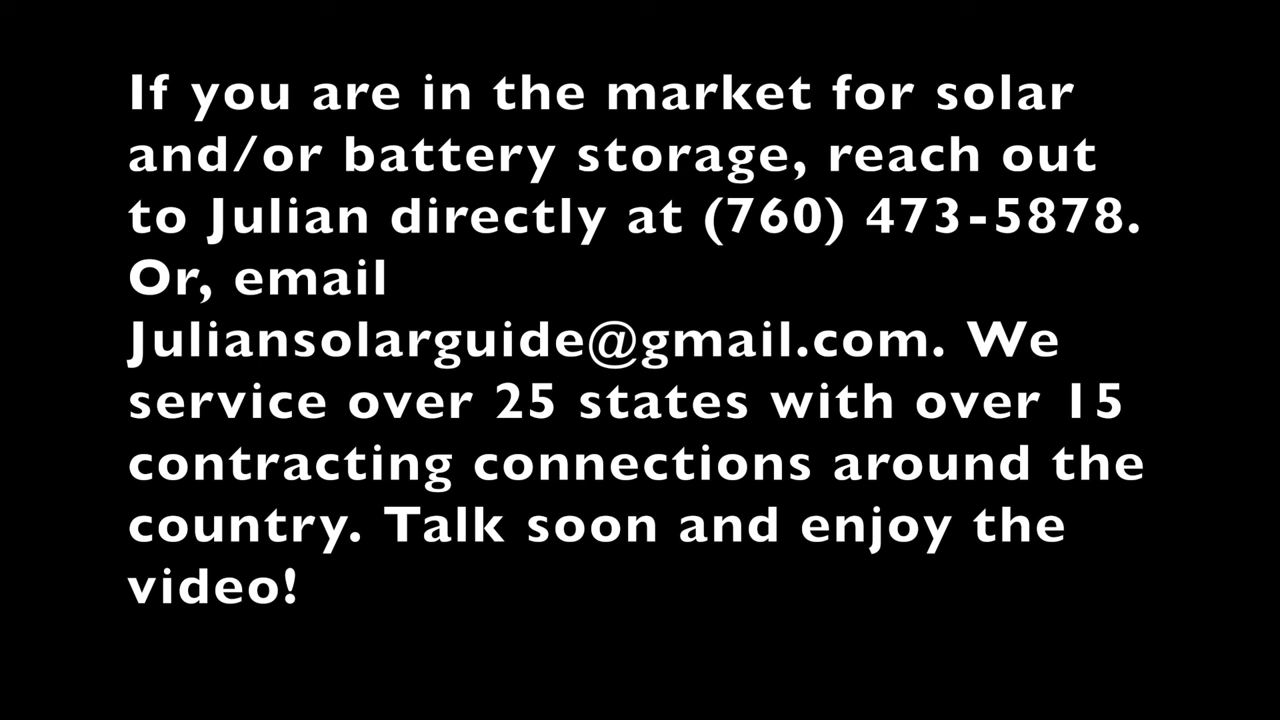 If you are in the market for solar
and/or battery storage, reach out
to Julian directly at (760) 473-5878.
Or, email
Juliansolarguide@gmail.com. We
service over 25 states with over 15
contracting connections around the
country. Talk soon and enjoy the
video!